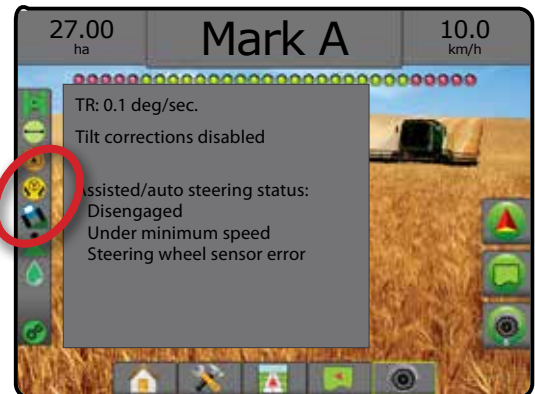 27.00
ha
Mark A
10.0
km/h
TR: 0.1 deg/sec.
Tilt corrections disabled
Assisted/auto steering status:
Disengaged
Under minimum speed
Steering wheel sensor error